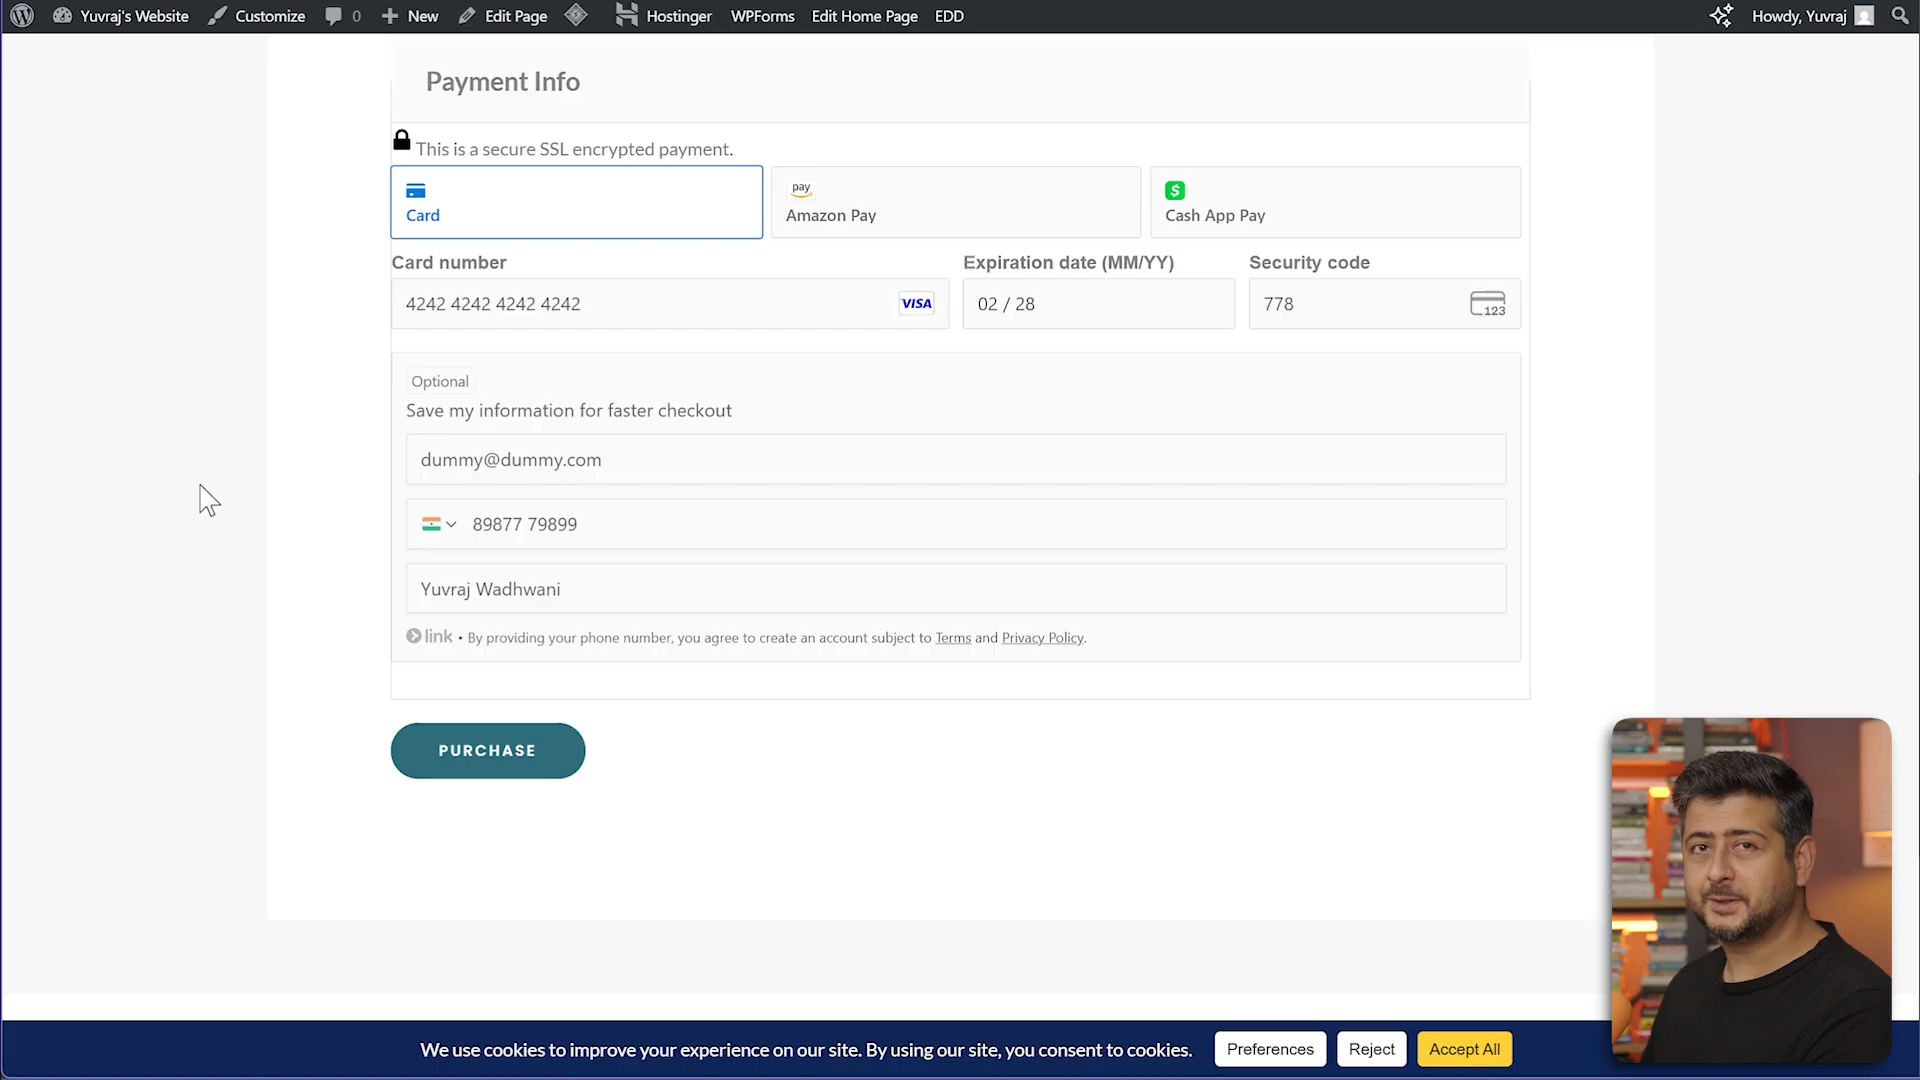 Yuvraj's Website Customize 0 New Edit Page Hostinger WPForms Edit Home Page EDD Howdy, Yuvraj
Payment Info
This is a secure SSL encrypted payment.
Card
pay
Amazon Pay
$
Cash App Pay
Card number Expiration date (MM/YY) Security code
4242 4242 4242 4242 VISA 02 / 28 778 123
Optional
Save my information for faster checkout
dummy@dummy.com
89877 79899
Yuvraj Wadhwani
link • By providing your phone number, you agree to create an account subject to Terms and Privacy Policy.
PURCHASE
We use cookies to improve your experience on our site. By using our site, you consent to cookies. Preferences Reject Accept All